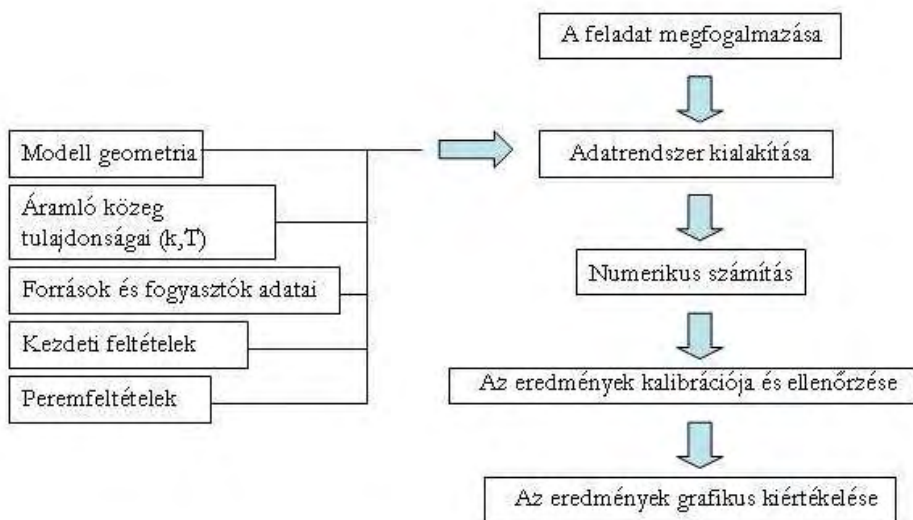 A feladat megfogalmazása
Modell geometria
Adatrendszer kialakítása
Áramló közeg
tulajdonságai (k,T)
Források és fogyasztók adatai
Kezdeti feltételek
Peremfeltételek
Numerikus számítás
Az eredmények kalibrációja és ellenőrzése
Az eredmények grafikus kiértékelése